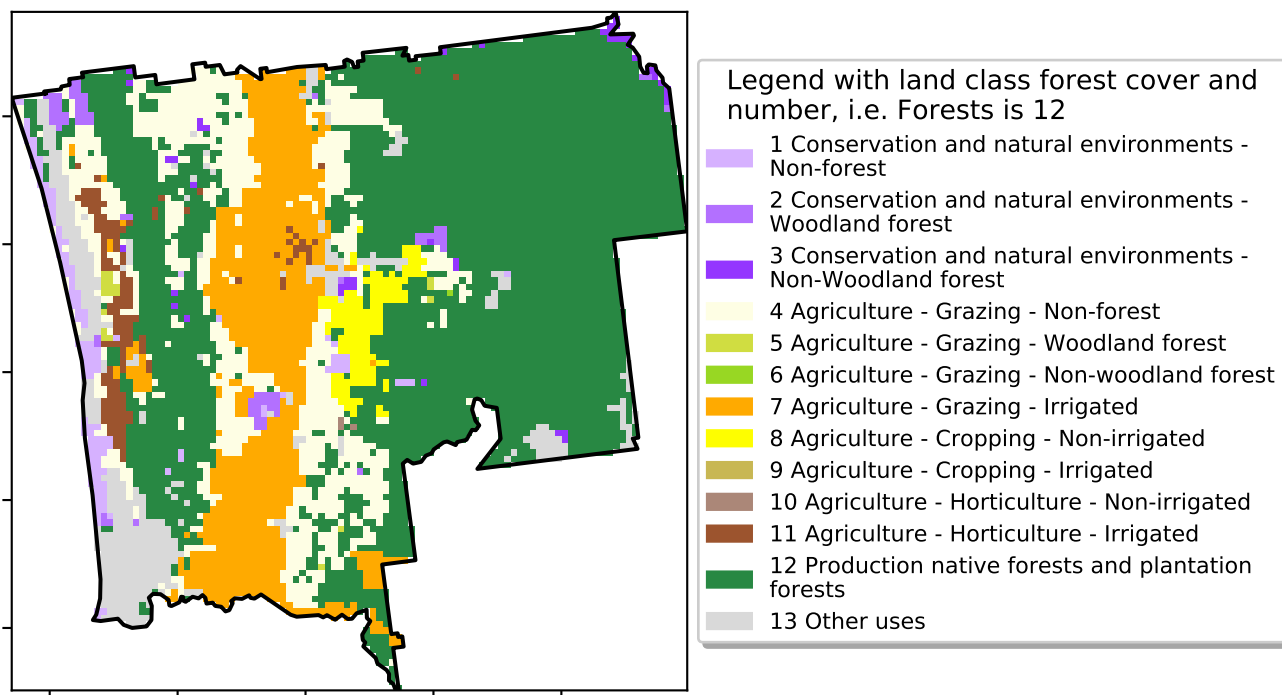 Legend with land class forest cover and
number, i.e. Forests is 12
1 Conservation and natural environments -
Non-forest
2 Conservation and natural environments -
Woodland forest
3 Conservation and natural environments -
Non-Woodland forest
4 Agriculture - Grazing - Non-forest
5 Agriculture - Grazing - Woodland forest
6 Agriculture - Grazing - Non-woodland forest
7 Agriculture - Grazing - Irrigated
8 Agriculture - Cropping - Non-irrigated
9 Agriculture - Cropping - Irrigated
10 Agriculture - Horticulture - Non-irrigated
11 Agriculture - Horticulture - Irrigated
12 Production native forests and plantation
forests
13 Other uses